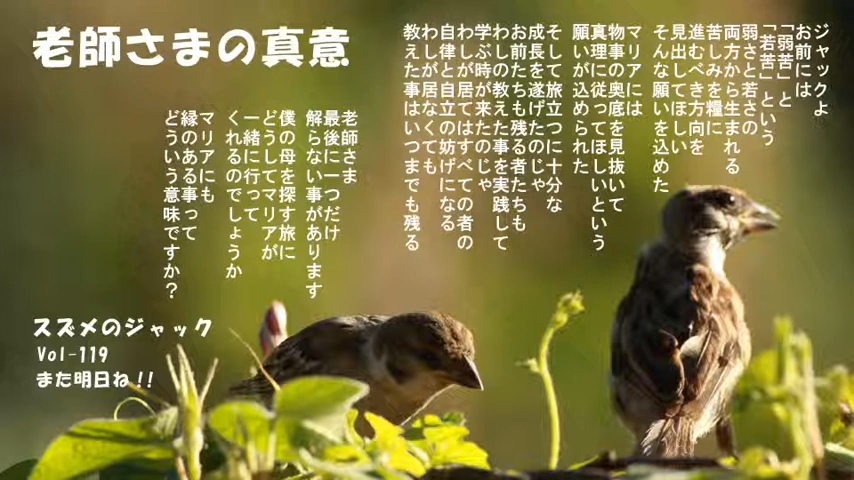 老師さまの真意
ジャックよ
お前には
「弱苦」と
「若苦」という
弱さと若さの
両方から生まれる
苦しみを糧に
進むべき方向を
見出してほしい
そんな願いを込めた
マリアには
物事の奥底を見抜いて
真理に従ってほしいという
願いが込められた
そして旅立つに十分な
成長を遂げたのじゃ
お前たちも残る者たちも
わしの教えた事を実践して
学ぶ時が来たのじゃ
わしが居てはすべての者の
自律と自立の妨げになる
わしが居なくても
教えた事はいつまでも残る
老師さま
最後に一つだけ
解らない事があります
僕の母を探す旅に
どうしてマリアが
一緒に行って
くれるのでしょうか
マリアにも
縁のある事って
どういう意味ですか？
スズメのジャック
Vol-119
また明日ね!!